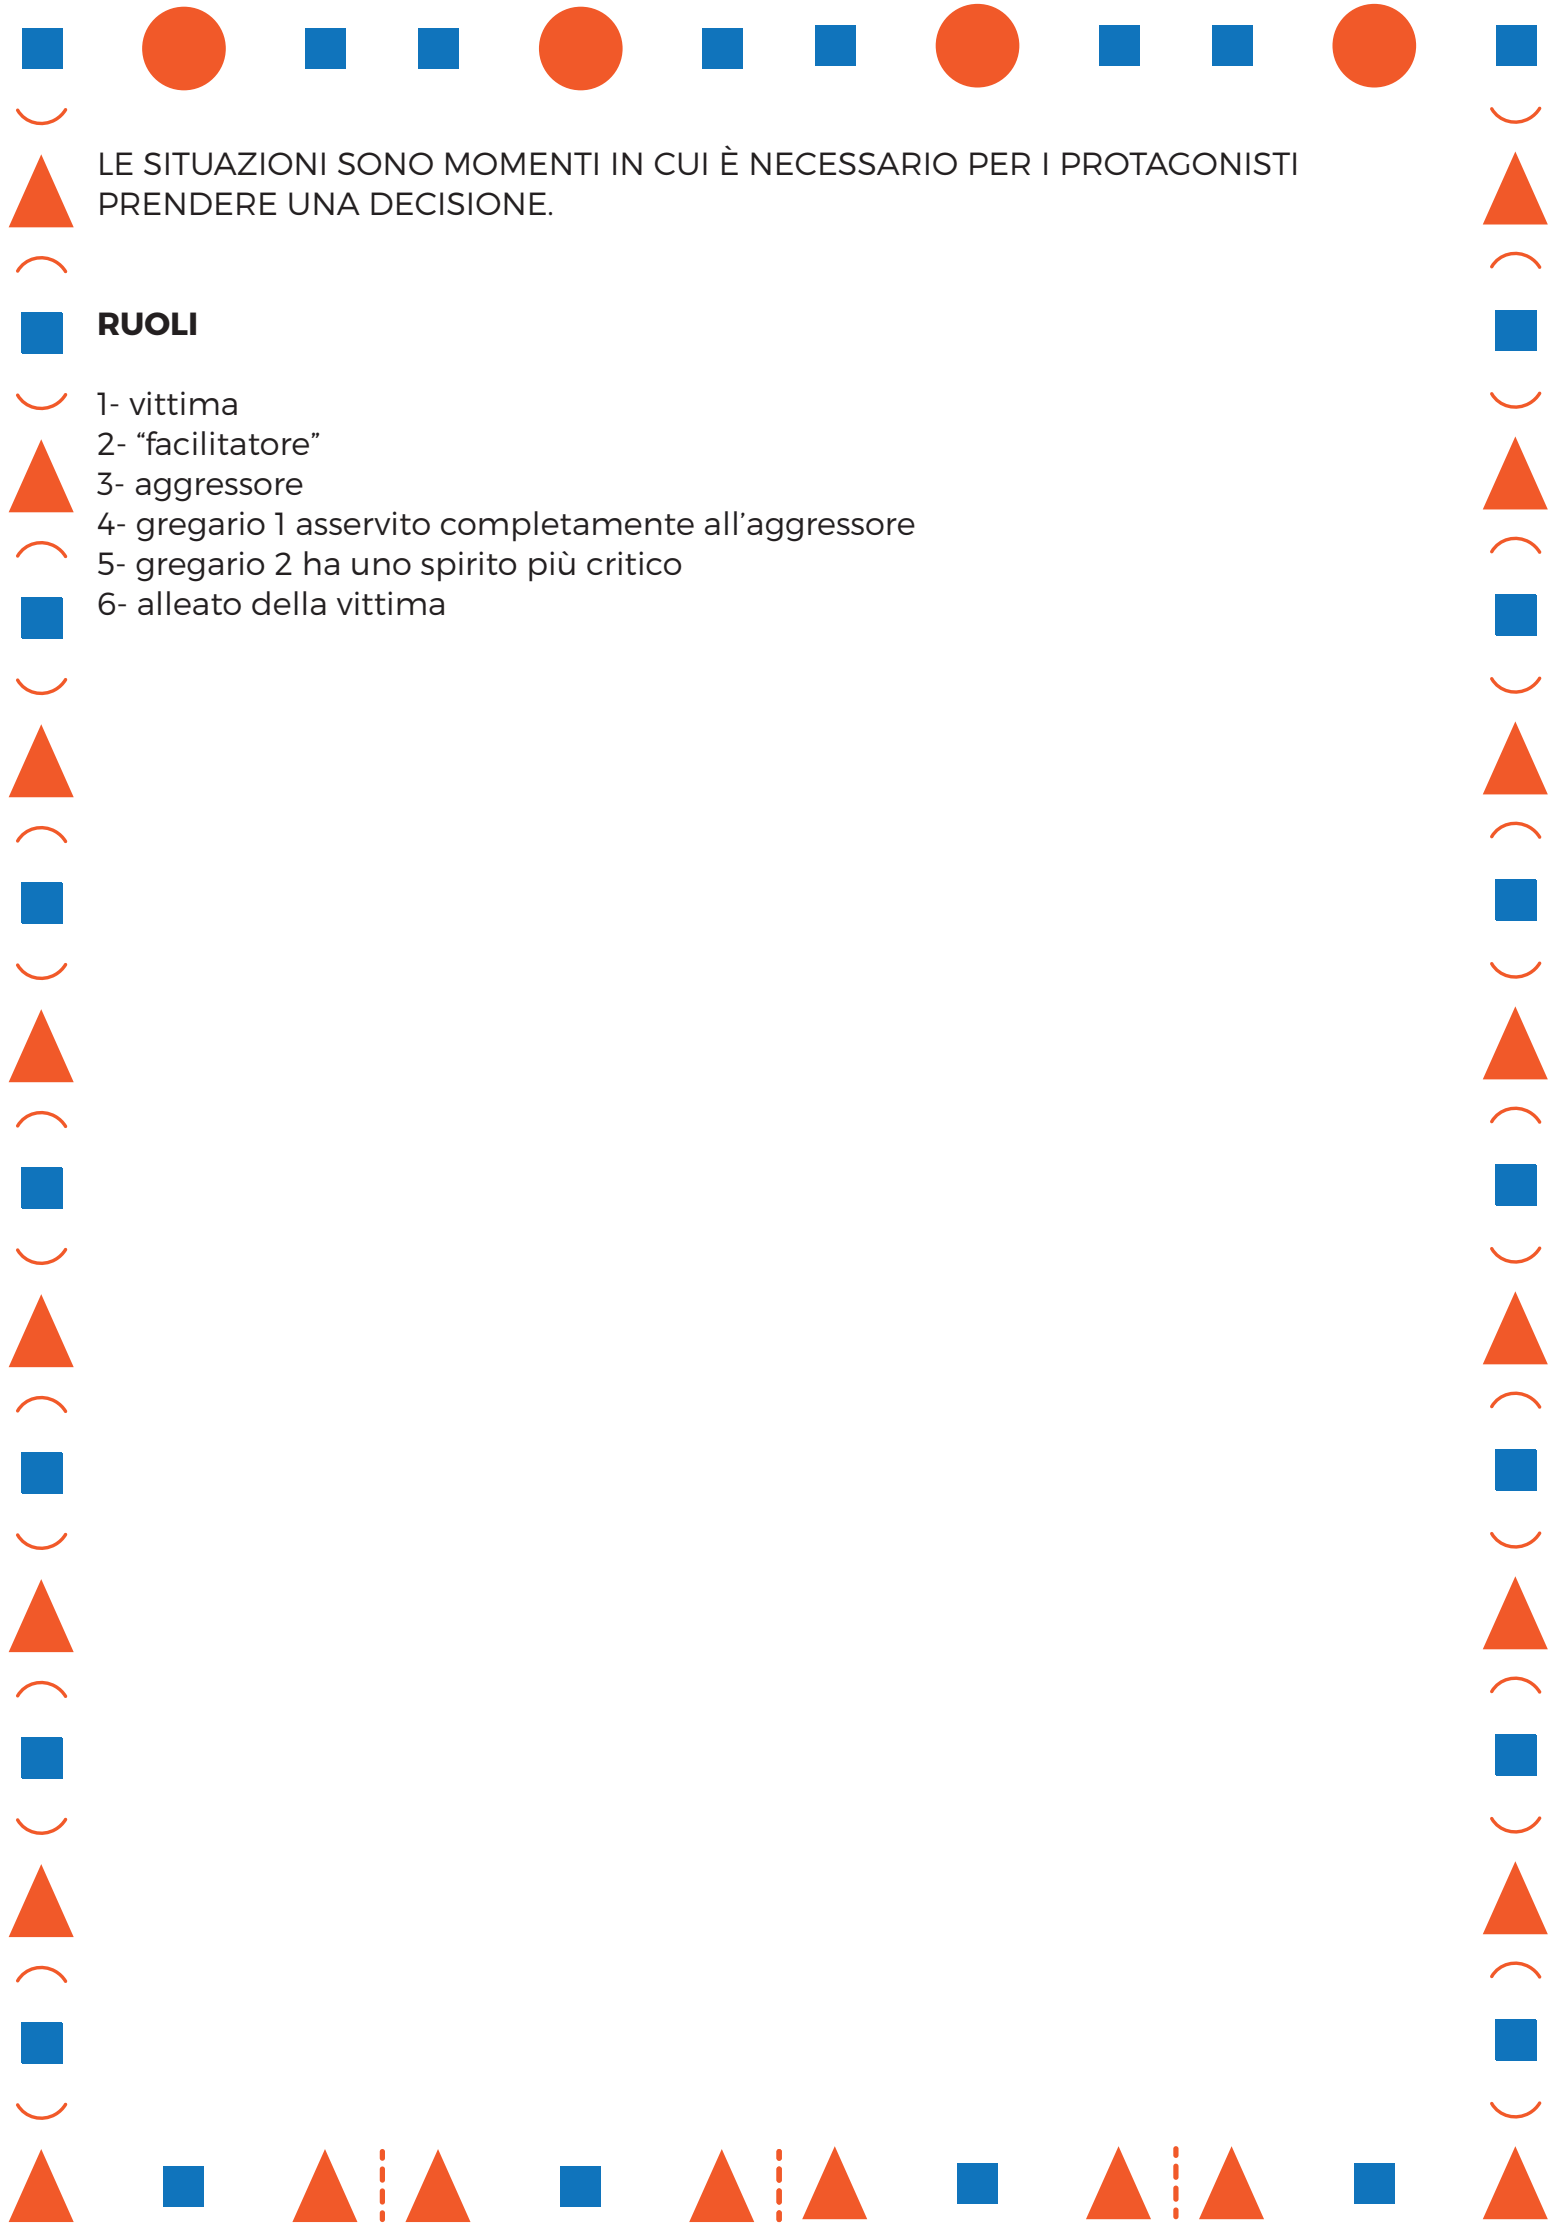 LE SITUAZIONI SONO MOMENTI IN CUI È NECESSARIO PER I PROTAGONISTI
PRENDERE UNA DECISIONE.
RUOLI
1- vittima
2- “facilitatore”
3- aggressore
4- gregario 1 asservito completamente all’aggressore
5- gregario 2 ha uno spirito più critico
6- alleato della vittima